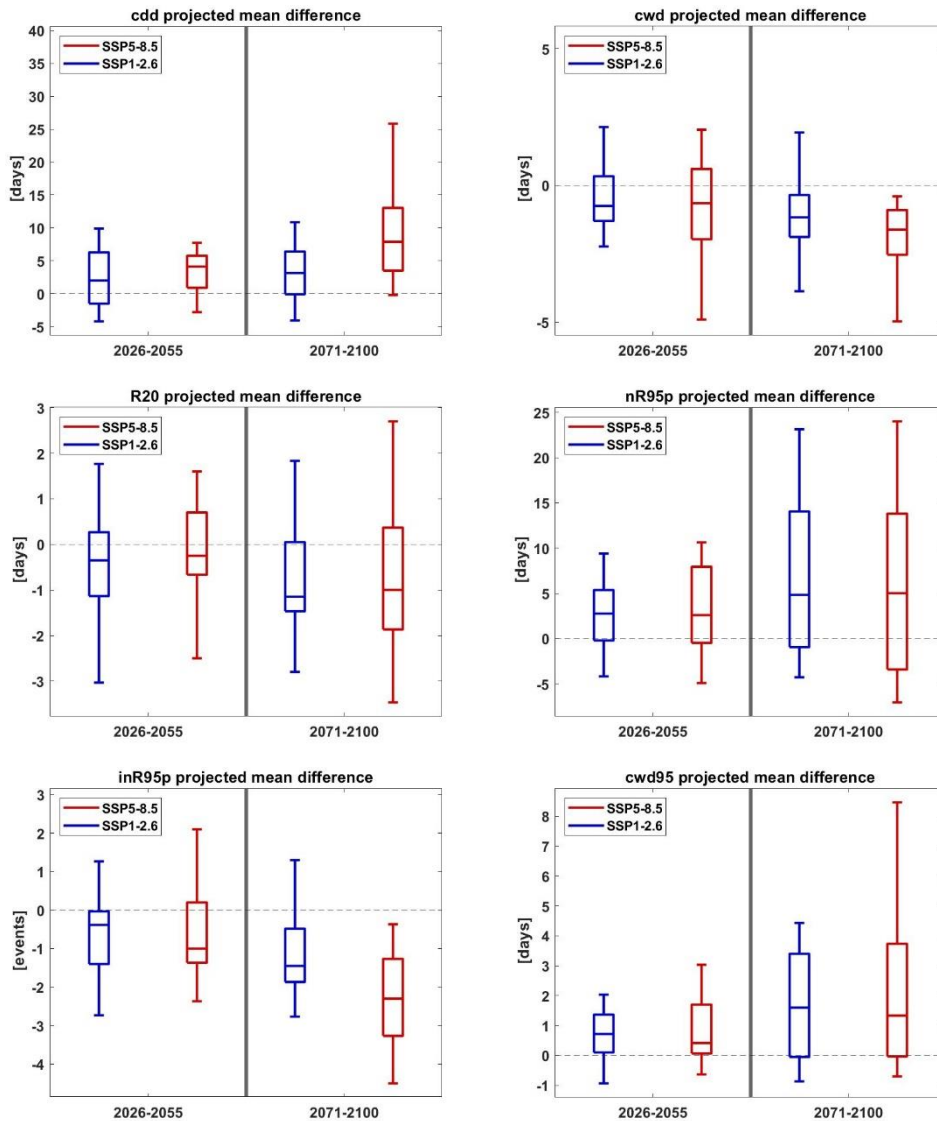 cdd projected mean difference
40
35
30
25
20
15
10
5
0
-5
[days]
SSP5-8.5
SSP1-2.6
2026-2055
2071-2100
cwd projected mean difference
5
0
-5
[days]
SSP5-8.5
SSP1-2.6
2026-2055
2071-2100
R20 projected mean difference
3
2
1
0
-1
-2
-3
[days]
SSP5-8.5
SSP1-2.6
2026-2055
2071-2100
nR95p projected mean difference
25
20
15
10
5
0
-5
[days]
SSP5-8.5
SSP1-2.6
2026-2055
2071-2100
inR95p projected mean difference
3
2
1
0
-1
-2
-3
-4
[events]
SSP5-8.5
SSP1-2.6
2026-2055
2071-2100
cwd95 projected mean difference
8
7
6
5
4
3
2
1
0
-1
[days]
SSP5-8.5
SSP1-2.6
2026-2055
2071-2100